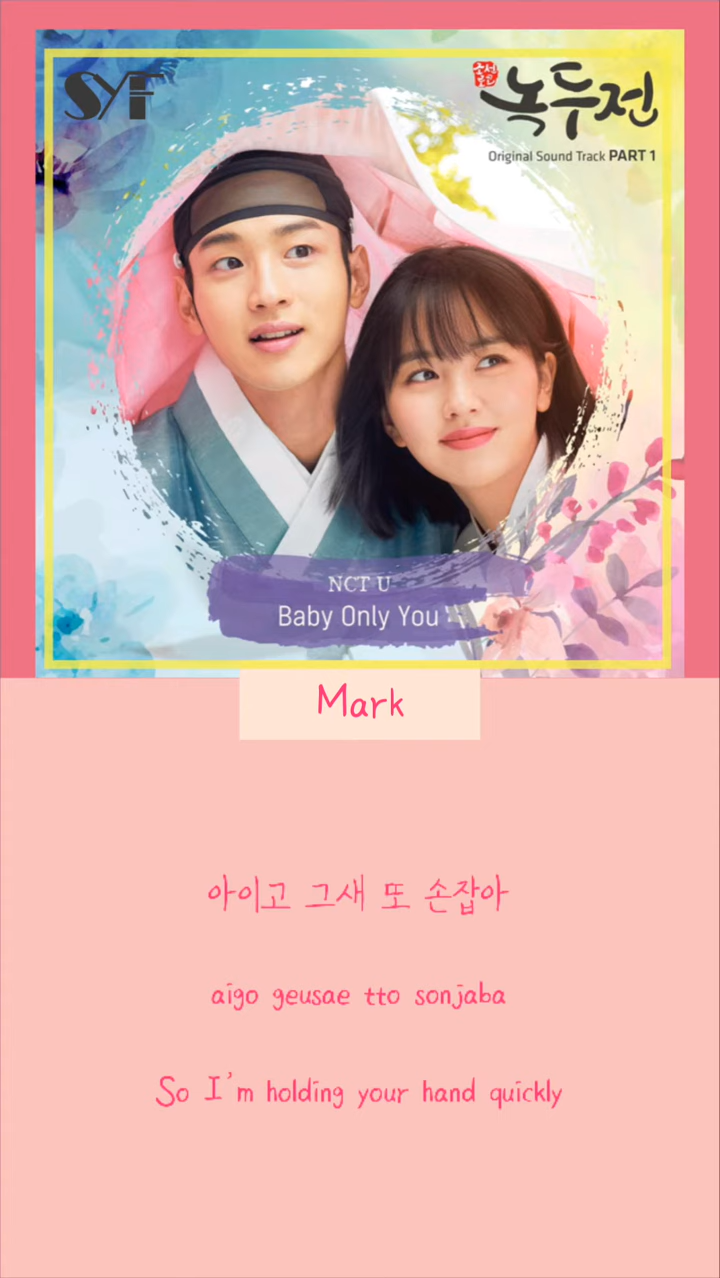 SYF
녹두전
Original Sound Track PART 1
NCT U
Baby Only You
Mark
아이고 그새 또 손잡아
aigo geusae tto sonjaba
So I'm holding your hand quickly